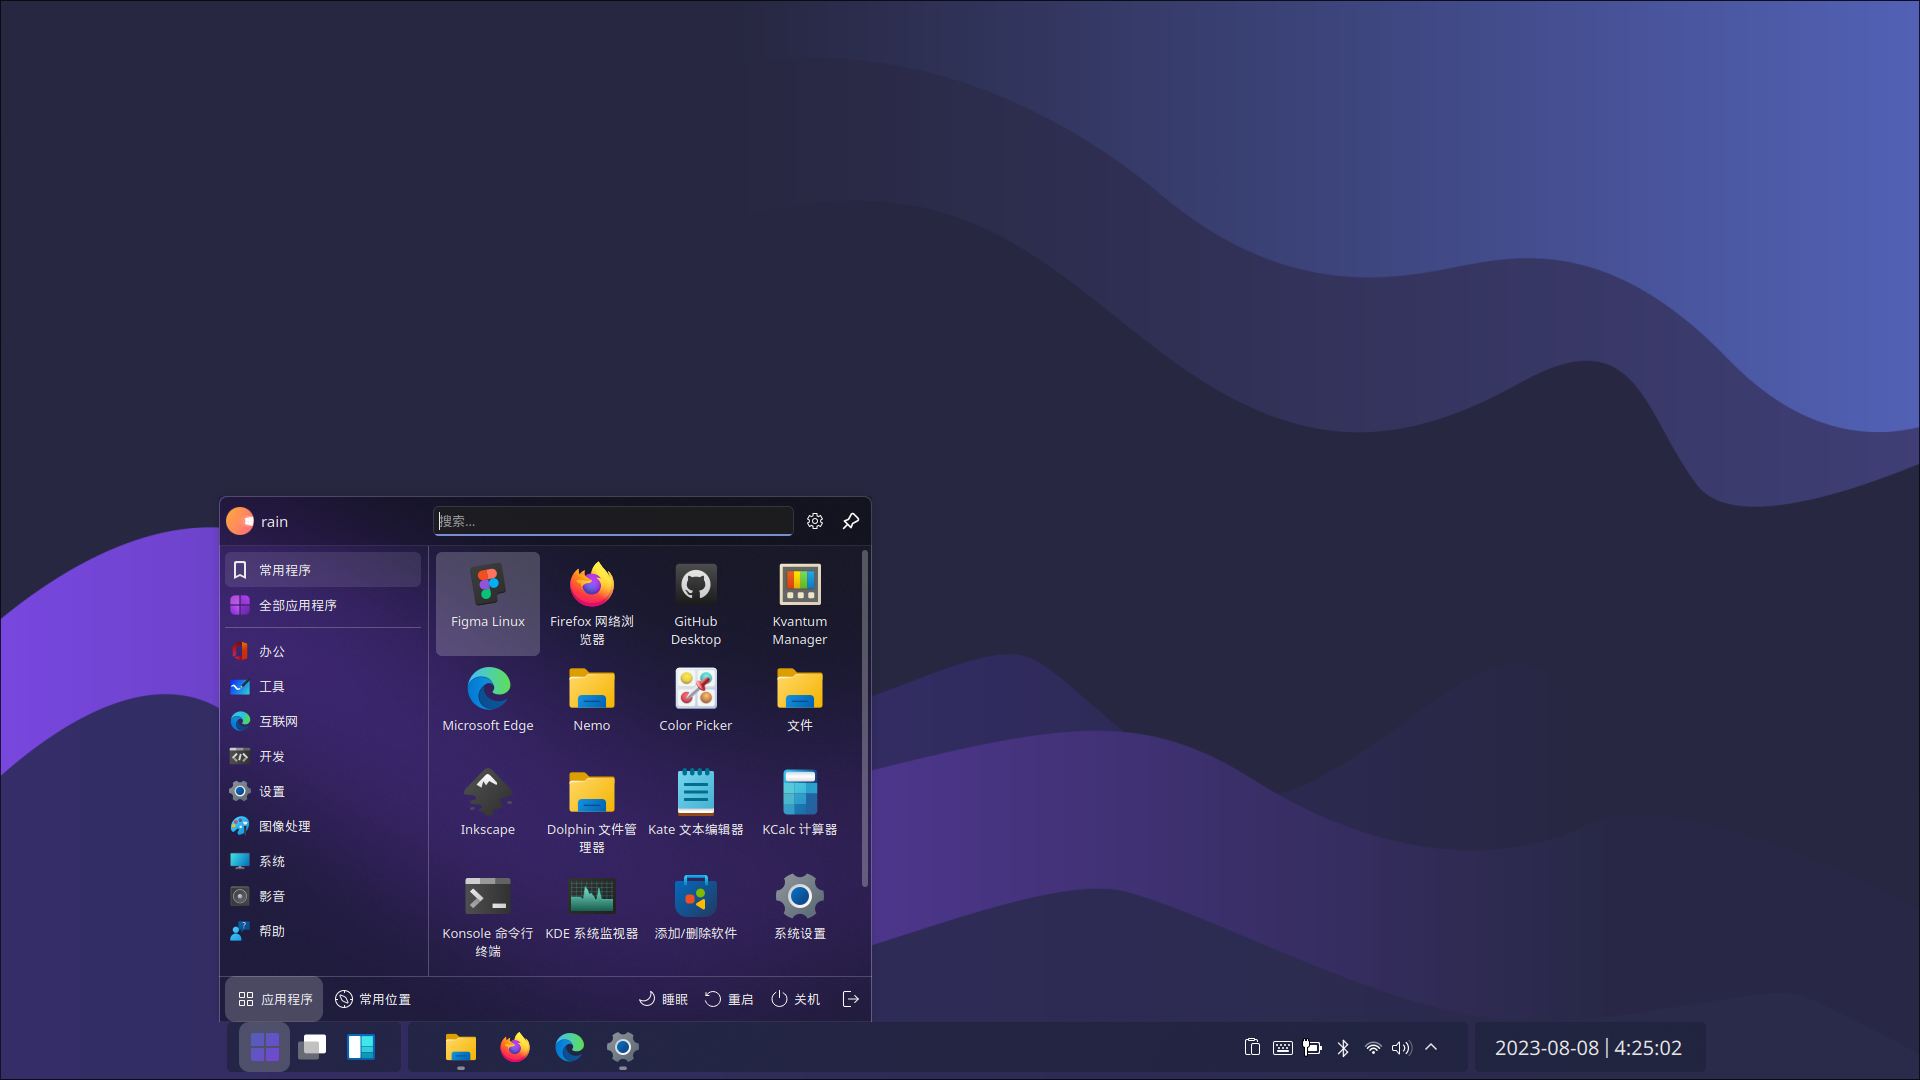 rain
搜索...
常用程序
全部应用程序
办公
工具
互联网
开发
设置
图像处理
系统
影音
帮助
Figma Linux
Firefox 网络浏
览器
GitHub
Desktop
Kvantum
Manager
Microsoft Edge
Nemo
Color Picker
文件
Inkscape
Dolphin 文件管
理器
Kate 文本编辑器
KCalc 计算器
Konsole 命令行
终端
KDE 系统监视器
添加/删除软件
系统设置
应用程序
常用位置
睡眠
重启
关机
2023-08-08 | 4:25:02